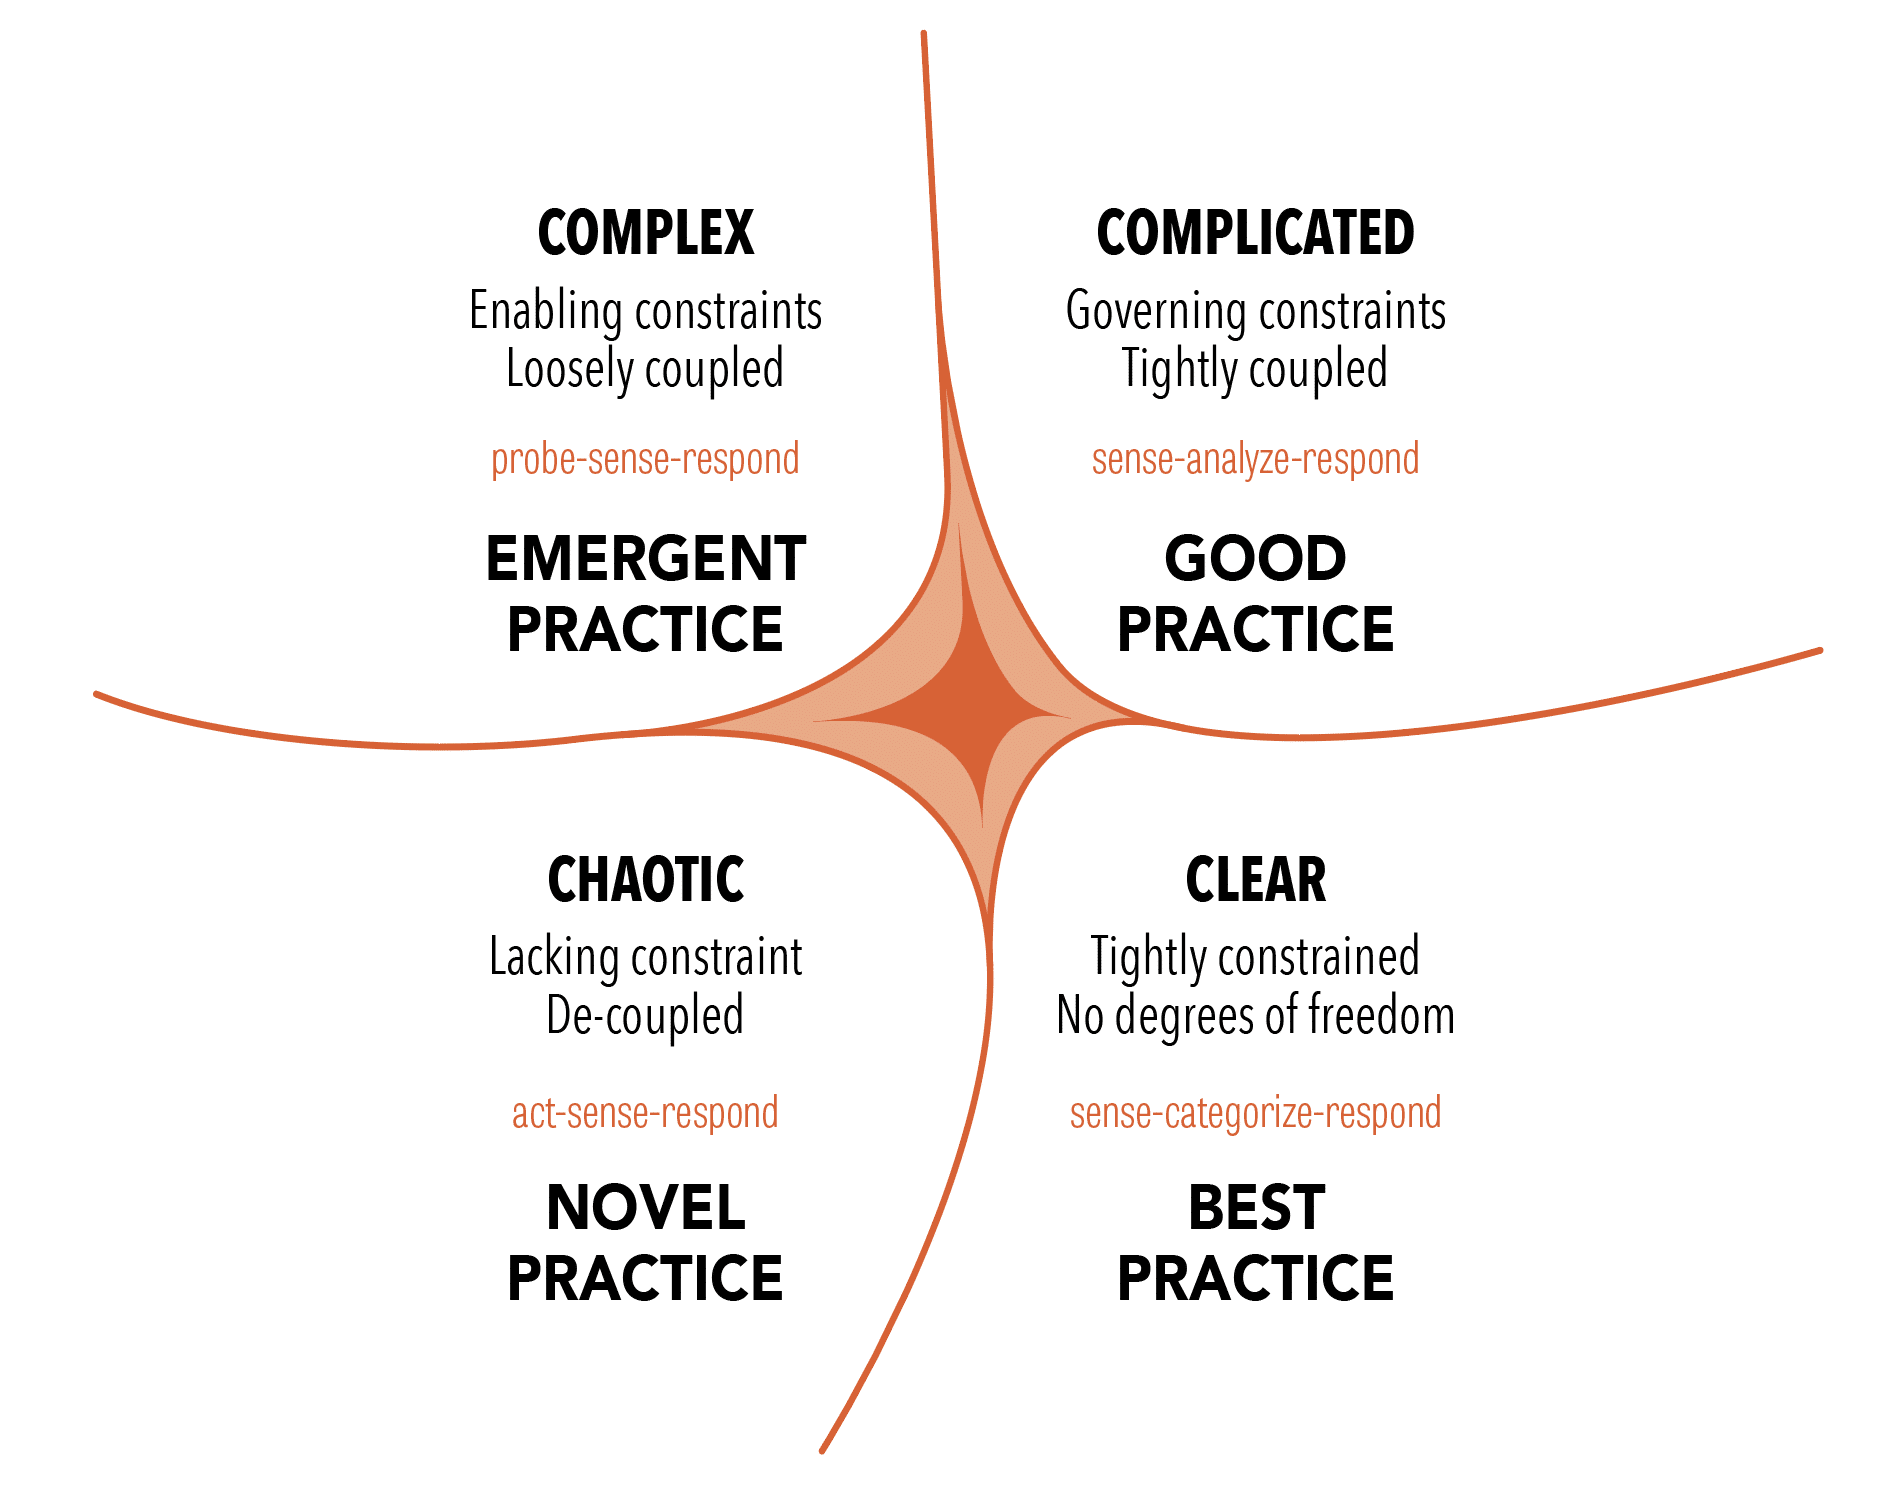 COMPLEX
Enabling constraints
Loosely coupled
probe-sense-respond
EMERGENT
PRACTICE
COMPLICATED
Governing constraints
Tightly coupled
sense-analyze-respond
GOOD
PRACTICE
CHAOTIC
Lacking constraint
De-coupled
act-sense-respond
NOVEL
PRACTICE
CLEAR
Tightly constrained
No degrees of freedom
sense-categorize-respond
BEST
PRACTICE